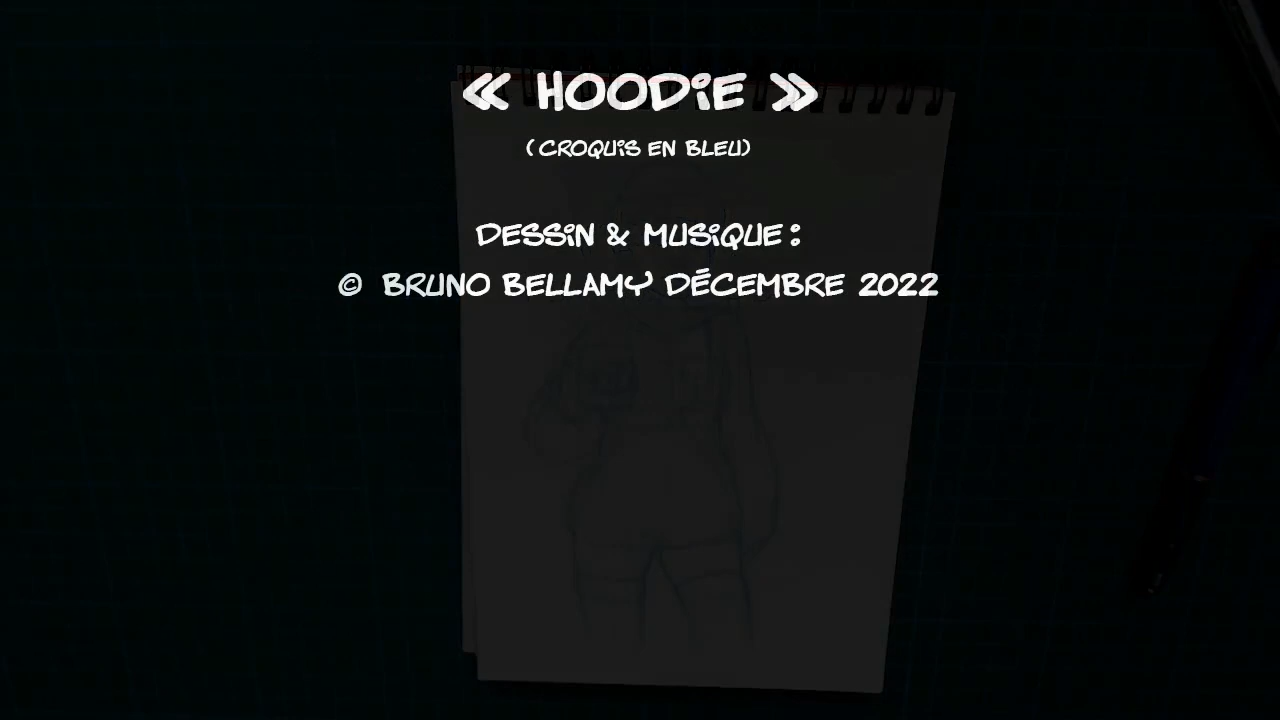 « HOODIE »
(CROQUIS EN BLEU)
DESSIN & MUSIQUE :
© BRUNO BELLAMY DÉCEMBRE 2022